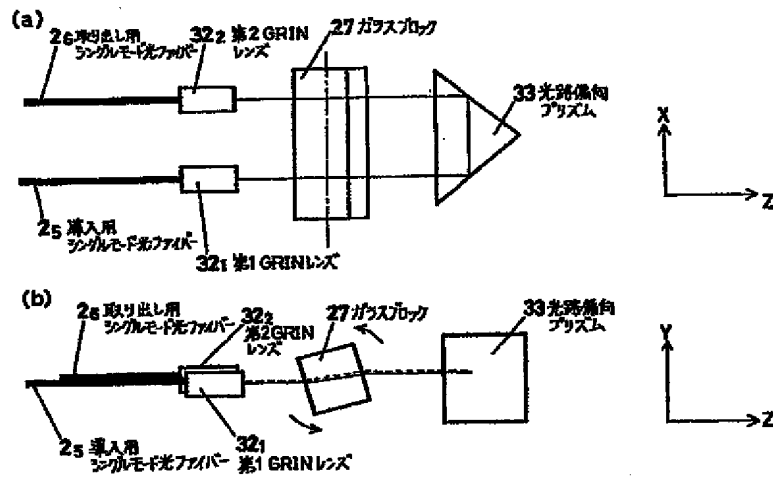 (a)
26 取り出し用
シングルモード光ファイバー
322 第2GRIN
レンズ
27 ガラスブロック
33 光路偏向
プリズム
X
Z
25 導入用
シングルモード光ファイバー
321 第1GRINレンズ
(b)
26 取り出し用
シングルモード光ファイバー
322
第2GRIN
レンズ
27 ガラスブロック
33 光路偏向
プリズム
Y
Z
25 導入用
シングルモード光ファイバー
321
第1GRINレンズ